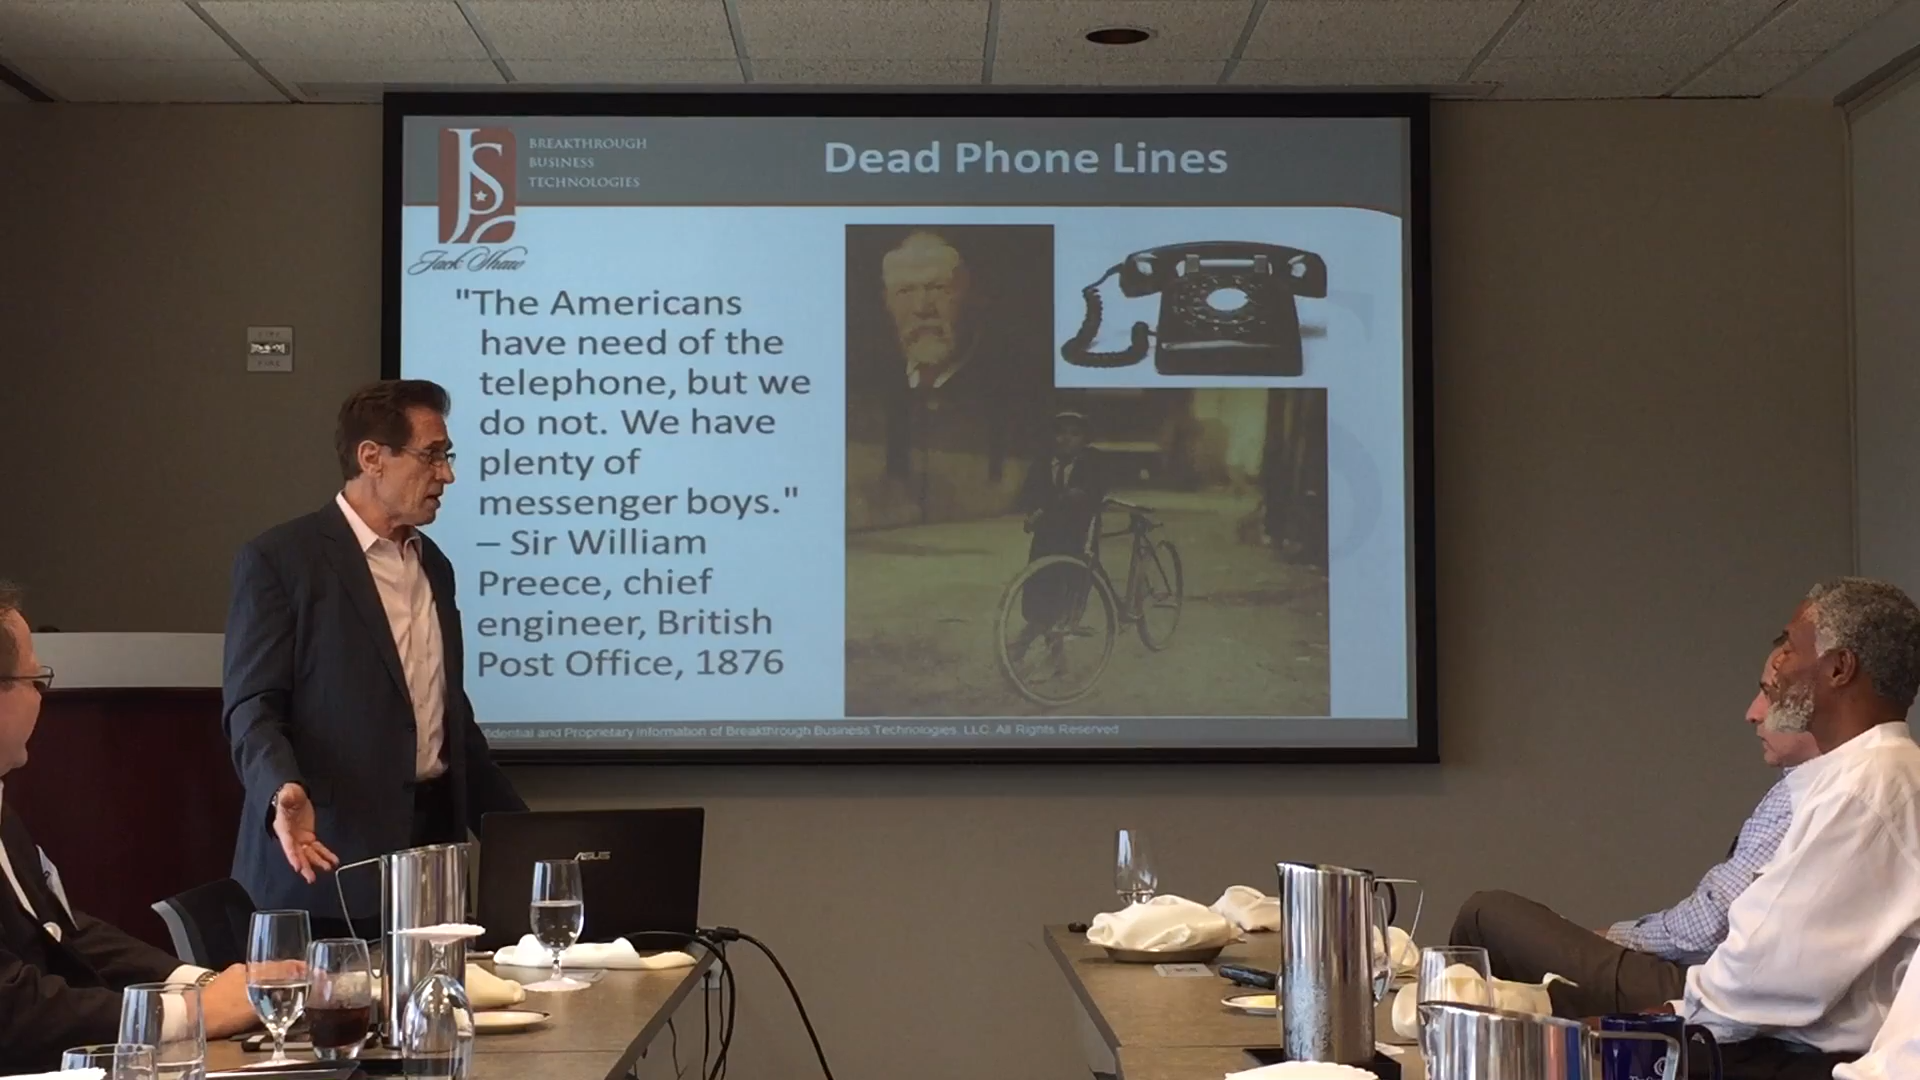 BREAKTHROUGH
BUSINESS
TECHNOLOGIES
Dead Phone Lines
JS
Jack Shaw
"The Americans
have need of the
telephone, but we
do not. We have
plenty of
messenger boys."
– Sir William
Preece, chief
engineer, British
Post Office, 1876
and Proprietary Information of Breakthrough Business Technologies, LLC. All Rights Reserved
ASUS